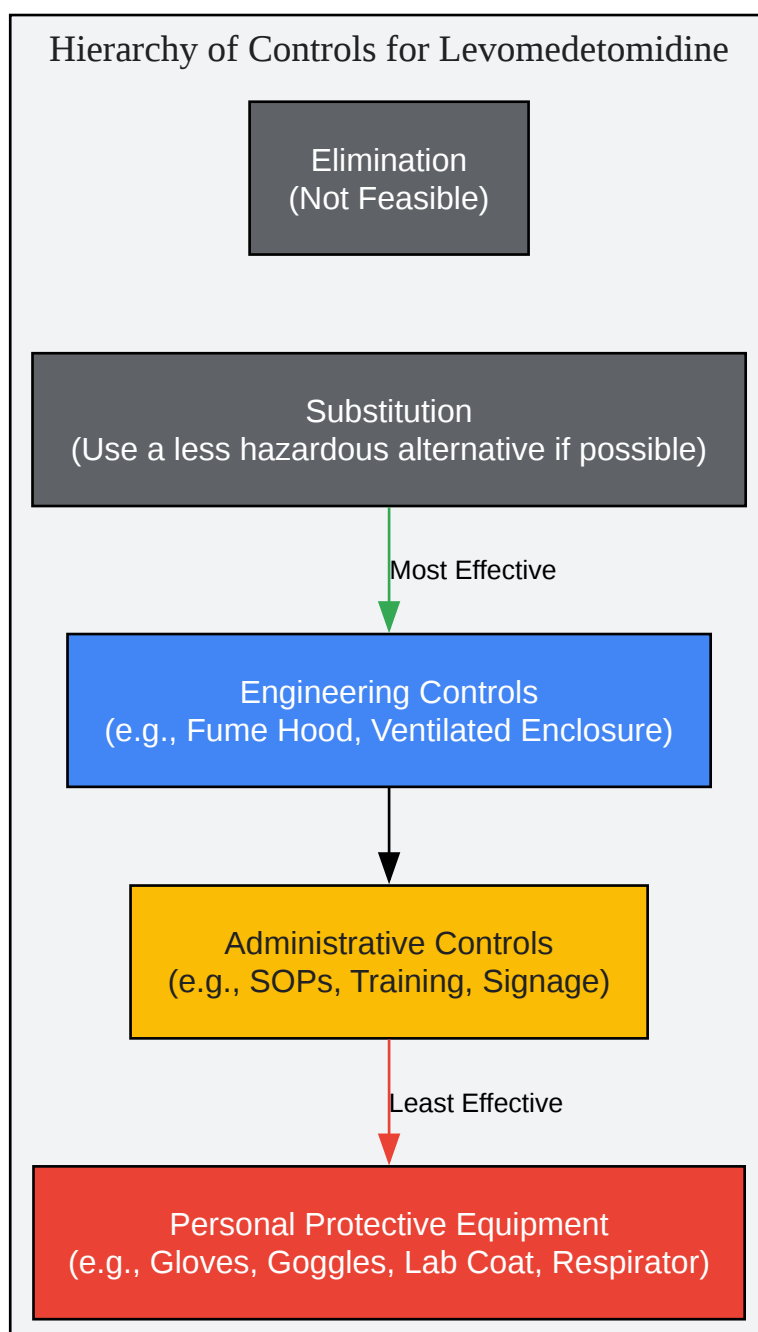 Hierarchy of Controls for Levomedetomidine
Elimination
(Not Feasible)
Substitution
(Use a less hazardous alternative if possible)
Most Effective
Engineering Controls
(e.g., Fume Hood, Ventilated Enclosure)
Administrative Controls
(e.g., SOPs, Training, Signage)
Least Effective
Personal Protective Equipment
(e.g., Gloves, Goggles, Lab Coat, Respirator)